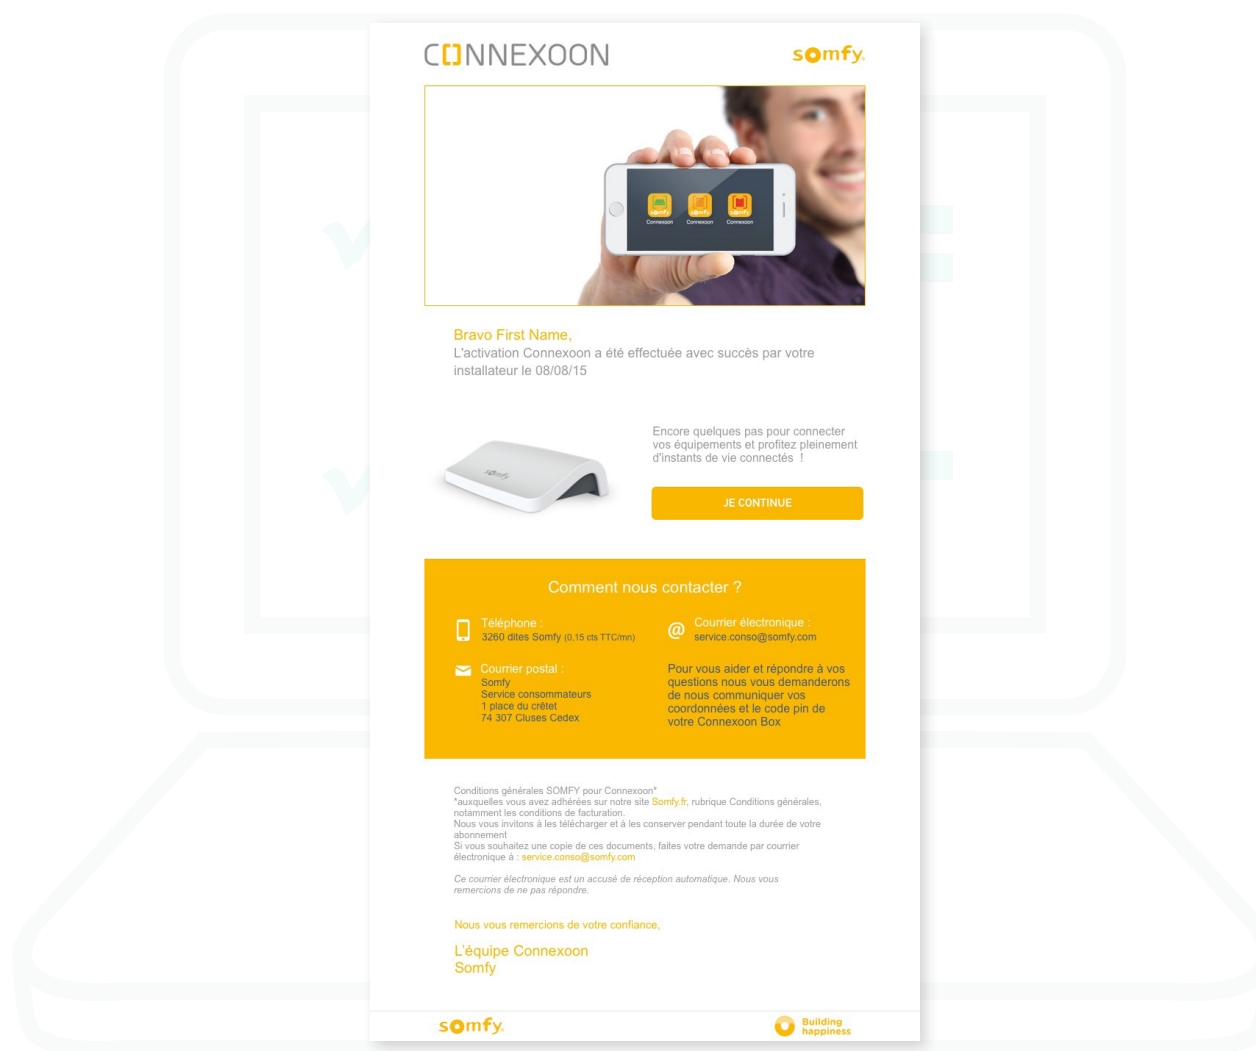 CONNEXOON
somfy.
somfy somfy somfy
Connexoon Connexoon Connexoon
Bravo First Name,
L'activation Connexoon a été effectuée avec succès par votre
installateur le 08/08/15
Encore quelques pas pour connecter
vos équipements et profitez pleinement
d'instants de vie connectés  !
somfy
JE CONTINUE
Comment nous contacter ?
Téléphone :
3260 dites Somfy (0,15 cts TTC/mn)
@ Courrier électronique :
service.conso@somfy.com
Courrier postal :
Somfy
Service consommateurs
1 place du crêtet
74 307 Cluses Cedex
Pour vous aider et répondre à vos
questions nous vous demanderons
de nous communiquer vos
coordonnées et le code pin de
votre Connexoon Box
Conditions générales SOMFY pour Connexoon*
*auxquelles vous avez adhérées sur notre site Somfy.fr, rubrique Conditions générales,
notamment les conditions de facturation.
Nous vous invitons à les télécharger et à les conserver pendant toute la durée de votre
abonnement
Si vous souhaitez une copie de ces documents, faites votre demande par courrier
électronique à : service.conso@somfy.com
Ce courrier électronique est un accusé de réception automatique. Nous vous
remercions de ne pas répondre.
Nous vous remercions de votre confiance,
L'équipe Connexoon
Somfy
somfy.
Building
happiness